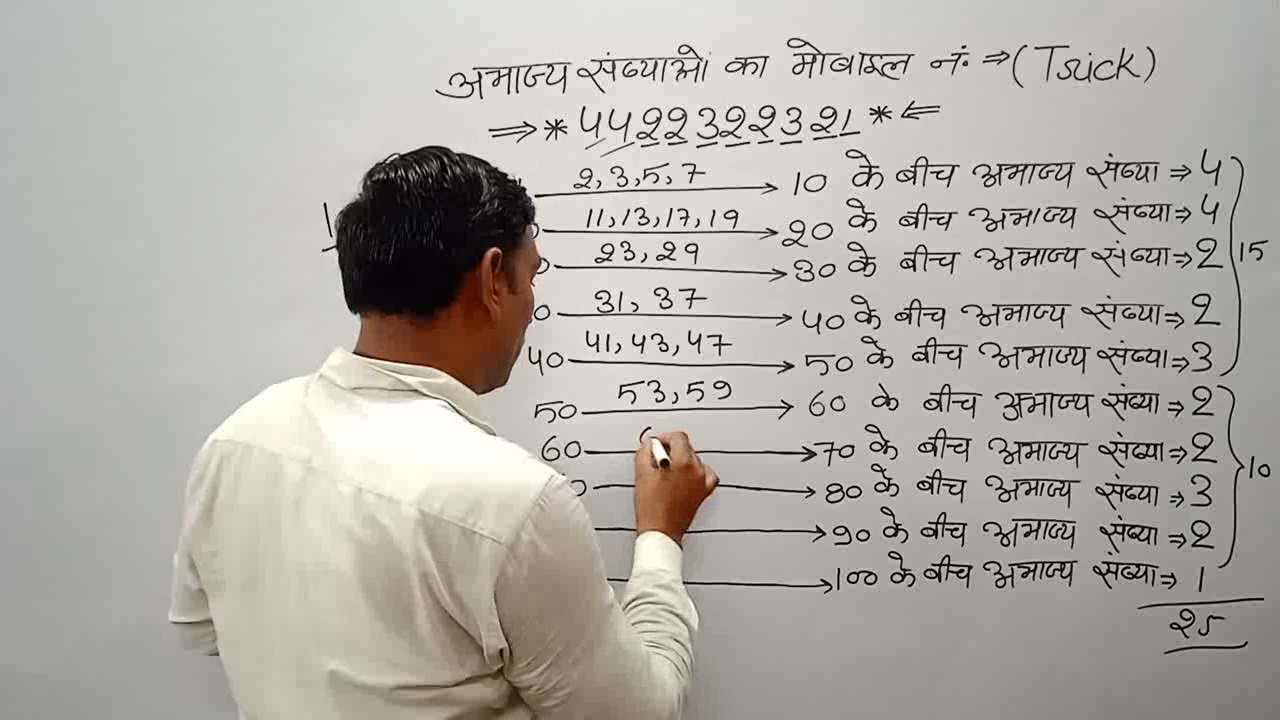 अभाज्य संख्याओं का मोबाइल नं. ⇒ (Trick)
⇒ * 4422322321 * ⇐
2, 3, 5, 7 → 10 के बीच अभाज्य संख्या ⇒ 4
11, 13, 17, 19 → 20 के बीच अभाज्य संख्या ⇒ 4
23, 29 → 30 के बीच अभाज्य संख्या ⇒ 2
15
31, 37 → 40 के बीच अभाज्य संख्या ⇒ 2
40 41, 43, 47 → 50 के बीच अभाज्य संख्या ⇒ 3
50 53, 59 → 60 के बीच अभाज्य संख्या ⇒ 2
60 → 70 के बीच अभाज्य संख्या ⇒ 2
10
→ 80 के बीच अभाज्य संख्या ⇒ 3
→ 90 के बीच अभाज्य संख्या ⇒ 2
→ 100 के बीच अभाज्य संख्या ⇒ 1
25